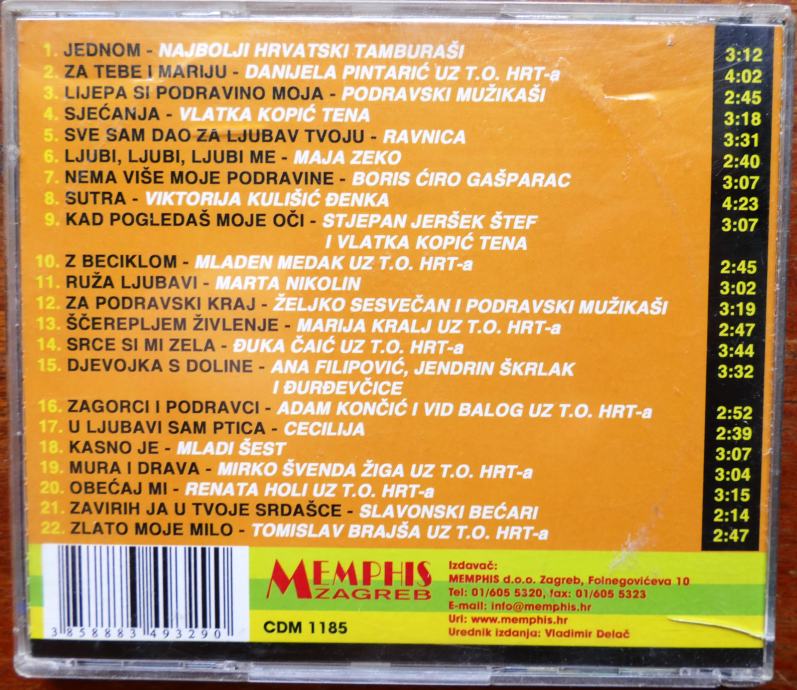 1. JEDNOM - NAJBOLJI HRVATSKI TAMBURAŠI 3:12
2. ZA TEBE I MARIJU - DANIJELA PINTARIĆ UZ T.O. HRT-a 4:02
3. LIJEPA SI PODRAVINO MOJA - PODRAVSKI MUŽIKAŠI 2:45
4. SJEĆANJA - VLATKA KOPIĆ TENA 3:18
5. SVE SAM DAO ZA LJUBAV TVOJU - RAVNICA 3:31
6. LJUBI, LJUBI, LJUBI ME - MAJA ZEKO 2:40
7. NEMA VIŠE MOJE PODRAVINE - BORIS ĆIRO GAŠPARAC 3:07
8. SUTRA - VIKTORIJA KULIŠIĆ ĐENKA 4:23
9. KAD POGLEDAŠ MOJE OČI - STJEPAN JERŠEK ŠTEF 3:07
I VLATKA KOPIĆ TENA
10. Z BECIKLOM - MLADEN MEDAK UZ T.O. HRT-a 2:45
11. RUŽA LJUBAVI - MARTA NIKOLIN 3:02
12. ZA PODRAVSKI KRAJ - ŽELJKO SESVEČAN I PODRAVSKI MUŽIKAŠI 3:19
13. ŠČEREPLJEM ŽIVLENJE - MARIJA KRALJ UZ T.O. HRT-a 2:47
14. SRCE SI MI ZELA - ĐUKA ČAIĆ UZ T.O. HRT-a 3:44
15. DJEVOJKA S DOLINE - ANA FILIPOVIĆ, JENDRIN ŠKRLAK 3:32
I ĐURĐEVČICE
16. ZAGORCI I PODRAVCI - ADAM KONČIĆ I VID BALOG UZ T.O. HRT-a 2:52
17. U LJUBAVI SAM PTICA - CECILIJA 2:39
18. KASNO JE - MLADI ŠEST 3:07
19. MURA I DRAVA - MIRKO ŠVENDA ŽIGA UZ T.O. HRT-a 3:04
20. OBEĆAJ MI - RENATA HOLI UZ T.O. HRT-a 3:15
21. ZAVIRIH JA U TVOJE SRDAŠCE - SLAVONSKI BEĆARI 2:14
22. ZLATO MOJE MILO - TOMISLAV BRAJŠA UZ T.O. HRT-a 2:47
3 858883 493290
MEMPHIS
ZAGREB
CDM 1185
Izdavač:
MEMPHIS d.o.o. Zagreb, Folnegovićeva 10
Tel: 01/605 5320, fax: 01/605 5323
E-mail: info@memphis.hr
Url: www.memphis.hr
Urednik izdanja: Vladimir Delač